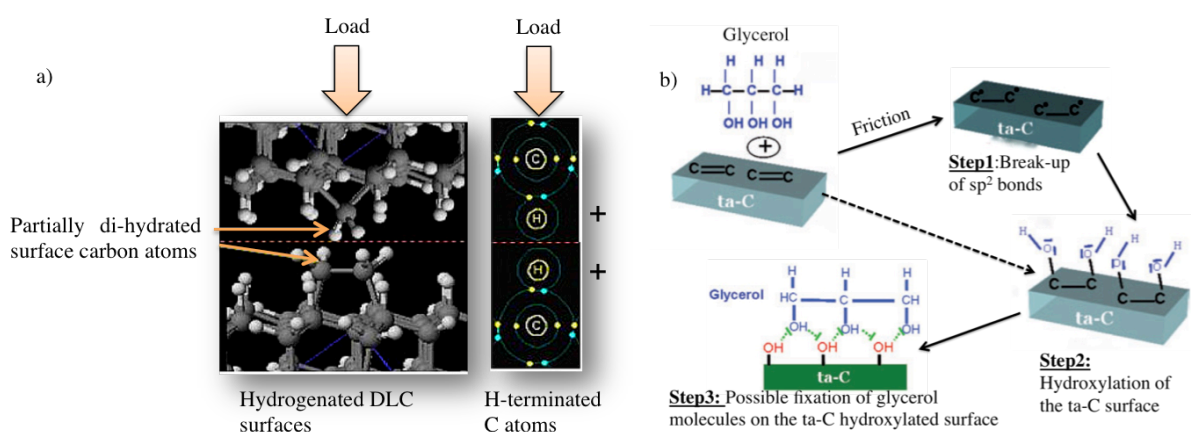 Load
Load
a)
C
H
+
H
+
C
Partially di-hydrated
surface carbon atoms
Hydrogenated DLC
surfaces
H-terminated
C atoms
b)
Glycerol
H H H
H—C—C—C—H
OH OH OH
+
C=C C=C
ta-C
Friction
C—C C—C
ta-C
Step1:Break-up
of sp² bonds
H H H H
O O O O
C—C C—C
ta-C
Step2:
Hydroxylation of
the ta-C surface
H H H
Glycerol HC C CH
OH OH OH
OH OH OH
ta-C
Step3: Possible fixation of glycerol
molecules on the ta-C hydroxylated surface